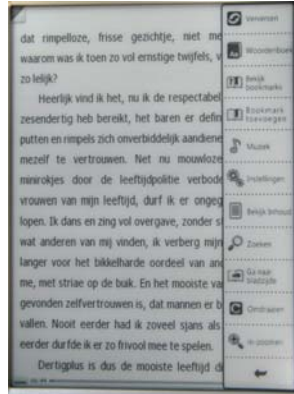 dat rimpelloze, frisse gezichtje, niet me
waarom was ik toen zo vol ernstige twijfels, v
zo lelijk?
Heerlijk vind ik het, nu ik de respectabel
zesendertig heb bereikt, het baren er defin
putten en rimpels zich onverbiddelijk aandiene
mezelf te vertrouwen. Net nu mouwloze
minirokjes door de leeftijdpolitie verbode
vrouwen van mijn leeftijd, durf ik er ongeg
lopen. Ik dans en zing vol overgave, zonder s
wat anderen van mij vinden, ik verberg mijn
langer voor het bikkelharde oordeel van and
me, met striae op de buik. En het mooiste va
gevonden zelfvertrouwen is, dat mannen er b
vallen. Nooit eerder had ik zoveel sjans als
eerder durfde ik er zo frivool mee te spelen.
Dertigplus is dus de mooiste leeftijd d
Verversen
Woordenboek
Bekijk
bookmarks
Bookmark
toevoegen
Muziek
Instellingen
Bekijk Inhoud
Zoeken
Ga naar
bladzijde
Omdraaien
In-zoomen